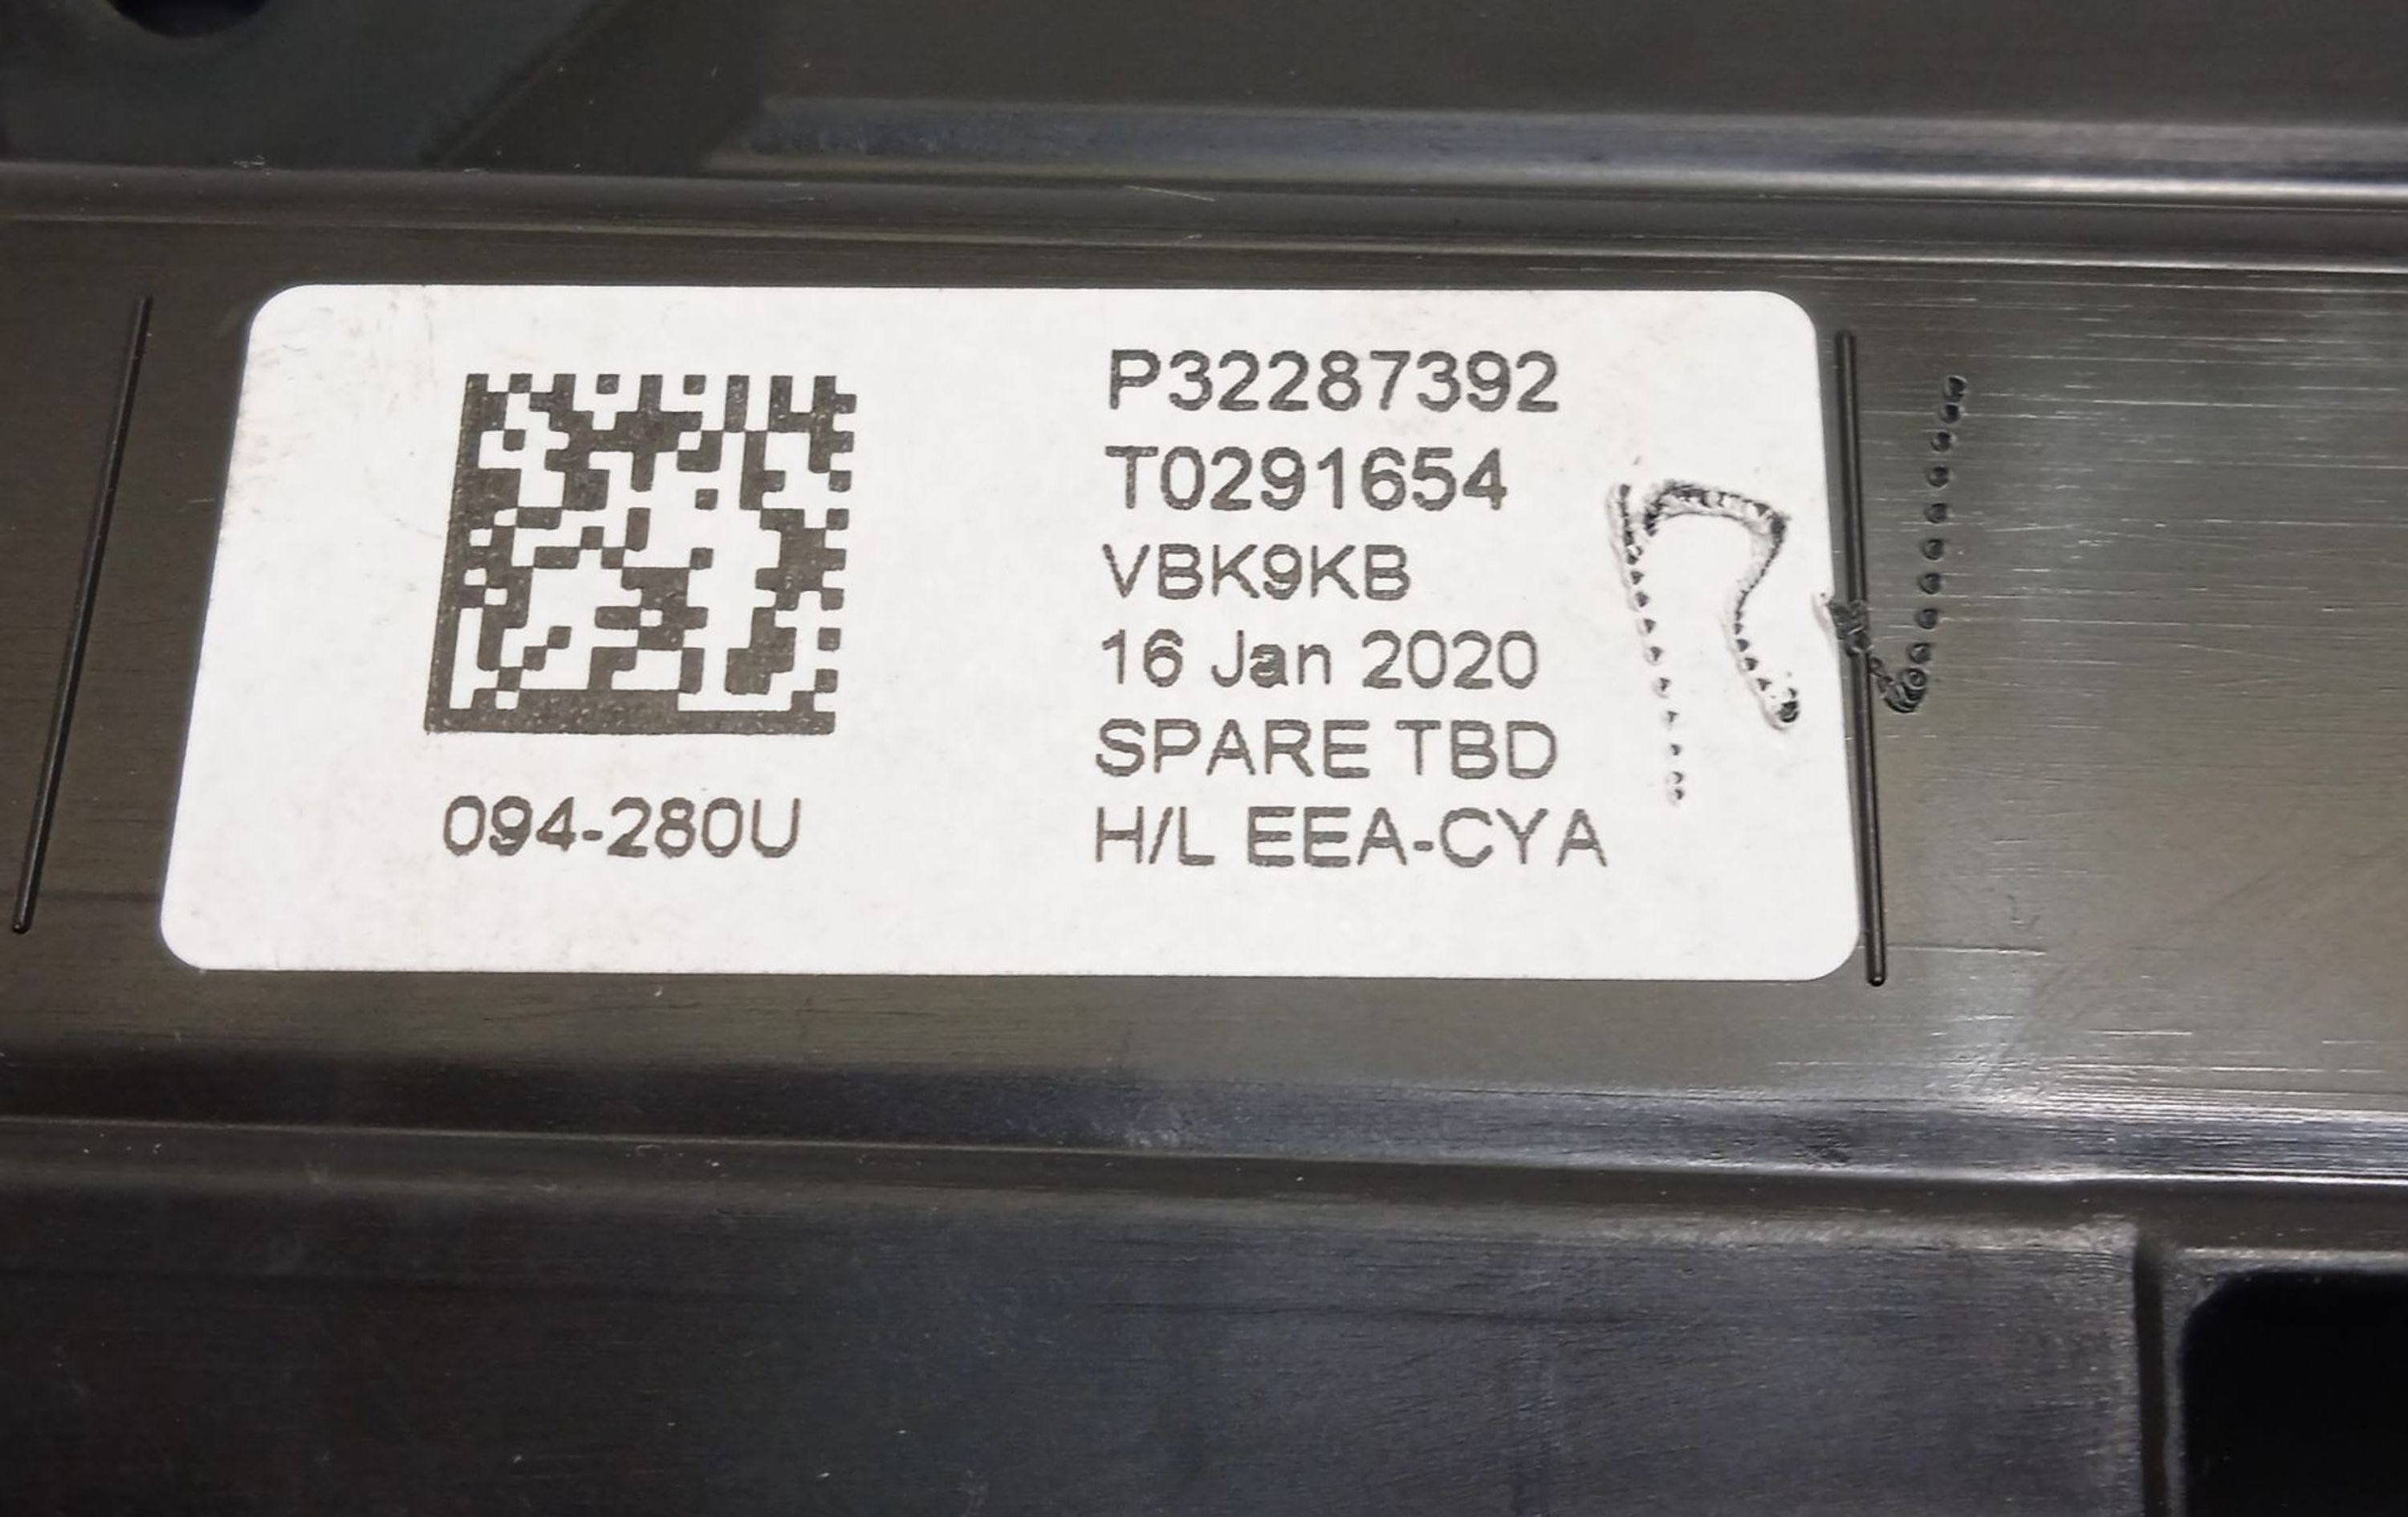 P32287392
T0291654
VBK9KB
16 Jan 2020
SPARE TBD
H/L EEA-CYA
094-280U